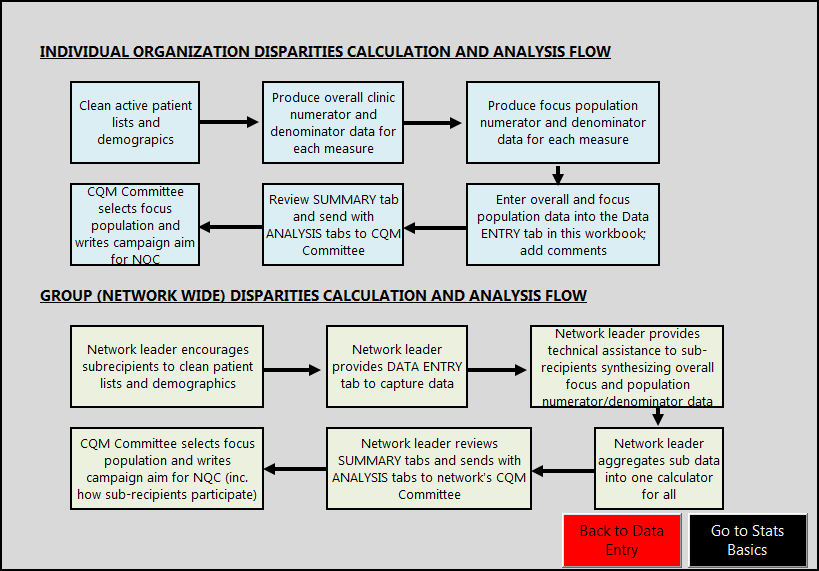 INDIVIDUAL ORGANIZATION DISPARITIES CALCULATION AND ANALYSIS FLOW
Clean active patient
lists and
demograpics
Produce overall clinic
numerator and
denominator data for
each measure
Produce focus population
numerator and denominator
data for each measure
Enter overall and focus
population data into the Data
ENTRY tab in this workbook;
add comments
Review SUMMARY tab
and send with
ANALYSIS tabs to CQM
Committee
CQM Committee
selects focus
population and
writes campaign aim
for NQC
GROUP (NETWORK WIDE) DISPARITIES CALCULATION AND ANALYSIS FLOW
Network leader encourages
subrecipients to clean patient
lists and demographics
Network leader
provides DATA ENTRY
tab to capture data
Network leader provides
technical assistance to sub-
recipients synthesizing overall
focus and population
numerator/denominator data
Network leader
aggregates sub data
into one calculator
for all
Network leader reviews
SUMMARY tabs and sends with
ANALYSIS tabs to network's CQM
Committee
CQM Committee selects focus
population and writes
campaign aim for NQC (inc.
how sub-recipients participate)
Back to Data
Entry
Go to Stats
Basics